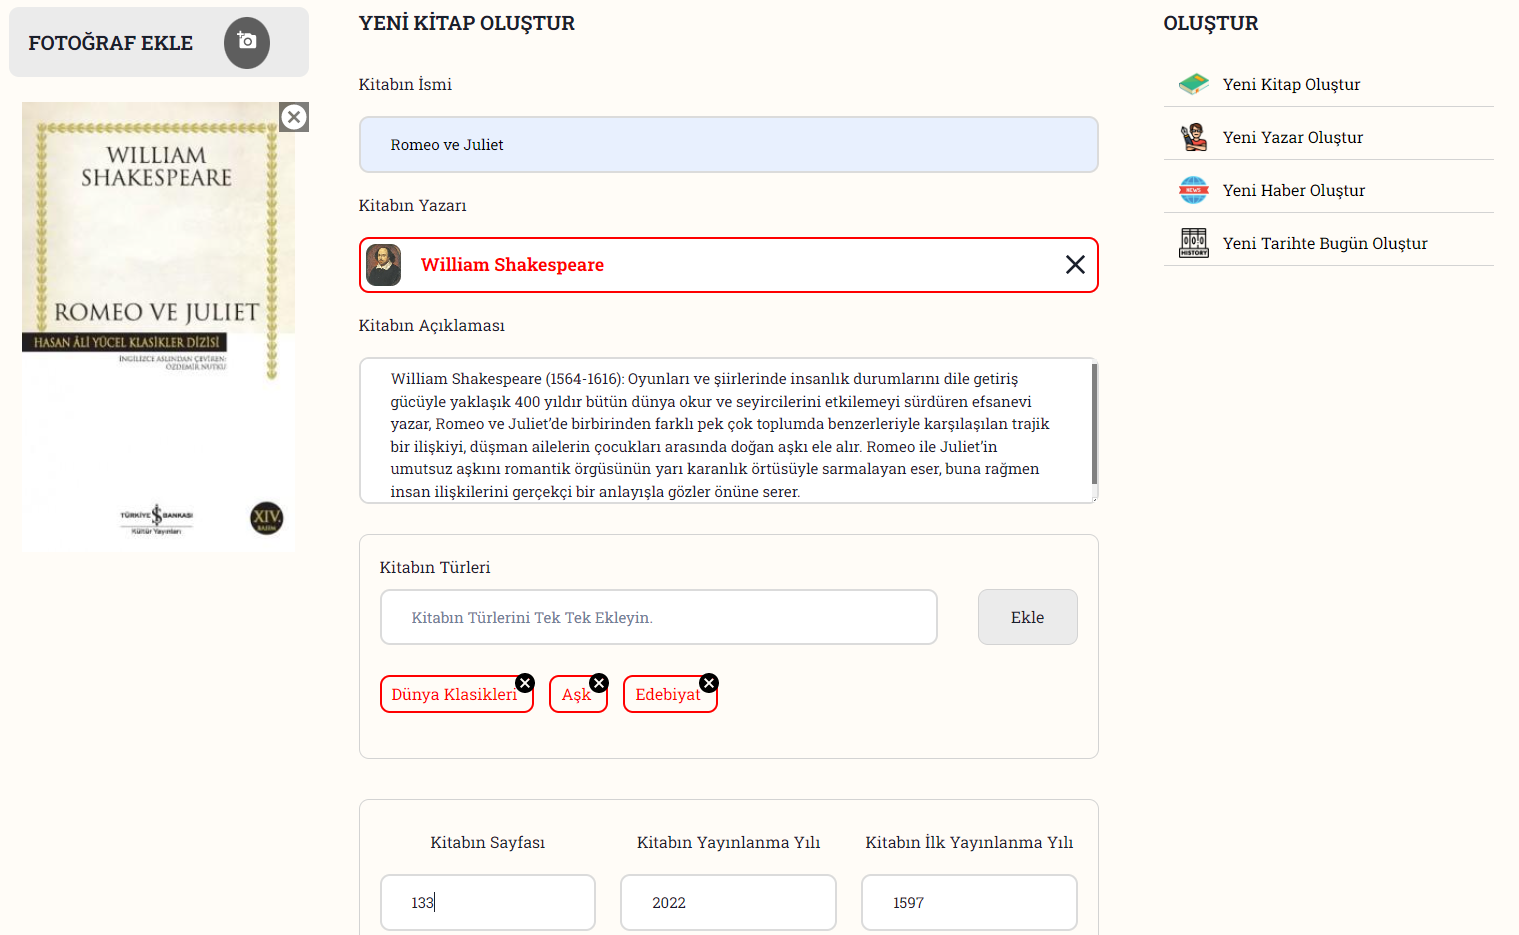 FOTOĞRAF EKLE
WILLIAM
SHAKESPEARE
ROMEO VE JULIET
HASAN ÂLİ YÜCEL KLASİKLER DİZİSİ
İNGİLİZCE ASLINDAN ÇEVİREN:
ÖZDEMİR NUTKU
TÜRKİYE İŞ BANKASI
Kültür Yayınları
XIV.
BASIM
YENİ KİTAP OLUŞTUR
Kitabın İsmi
Romeo ve Juliet
Kitabın Yazarı
William Shakespeare
Kitabın Açıklaması
William Shakespeare (1564-1616): Oyunları ve şiirlerinde insanlık durumlarını dile getiriş
gücüyle yaklaşık 400 yıldır bütün dünya okur ve seyircilerini etkilemeyi sürdüren efsanevi
yazar, Romeo ve Juliet’de birbirinden farklı pek çok toplumda benzerleriyle karşılaşılan trajik
bir ilişkiyi, düşman ailelerin çocukları arasında doğan aşkı ele alır. Romeo ile Juliet’in
umutsuz aşkını romantik örgüsünün yarı karanlık örtüsüyle sarmalayan eser, buna rağmen
insan ilişkilerini gerçekçi bir anlayışla gözler önüne serer.
Kitabın Türleri
Kitabın Türlerini Tek Tek Ekleyin.
Ekle
Dünya Klasikleri
Aşk
Edebiyat
Kitabın Sayfası
Kitabın Yayınlanma Yılı
Kitabın İlk Yayınlanma Yılı
133
2022
1597
OLUŞTUR
Yeni Kitap Oluştur
Yeni Yazar Oluştur
NEWS
Yeni Haber Oluştur
HISTORY
Yeni Tarihte Bugün Oluştur